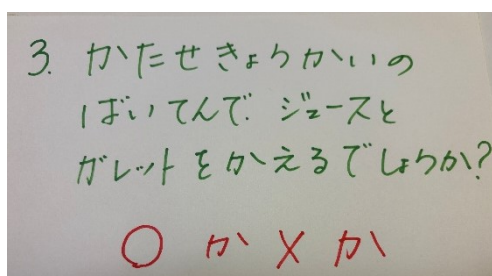 3. かたせきょうかいの
ばいてんで ジュースと
ガレットをかえるでしょうか?
○ か × か